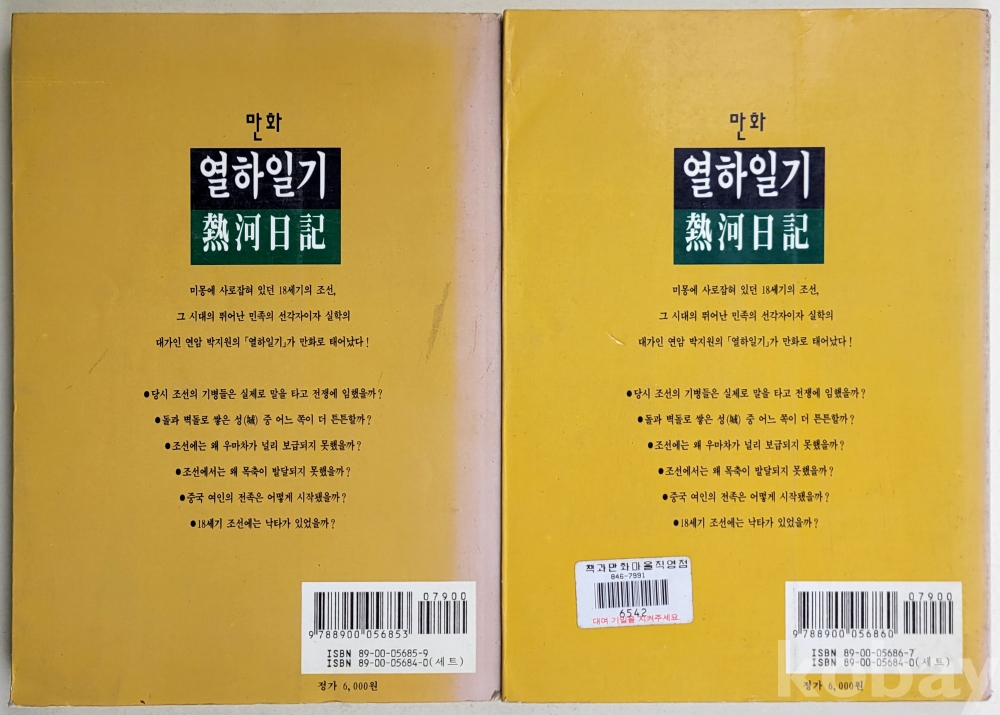 만화
열하일기
熱河日記
미몽에 사로잡혀 있던 18세기의 조선,
그 시대의 뛰어난 민족의 선각자이자 실학의
대가인 연암 박지원의 「열하일기」가 만화로 태어났다!
●당시 조선의 기병들은 실제로 말을 타고 전쟁에 임했을까?
●돌과 벽돌로 쌓은 성(城) 중 어느 쪽이 더 튼튼할까?
●조선에는 왜 우마차가 널리 보급되지 못했을까?
●조선에서는 왜 목축이 발달되지 못했을까?
●중국 여인의 전족은 어떻게 시작됐을까?
●18세기 조선에는 낙타가 있었을까?
07900
9 788900 056853
ISBN 89-00-05685-9
ISBN 89-00-05684-0(세트)
정가 6,000원
만화
열하일기
熱河日記
미몽에 사로잡혀 있던 18세기의 조선,
그 시대의 뛰어난 민족의 선각자이자 실학의
대가인 연암 박지원의 「열하일기」가 만화로 태어났다!
●당시 조선의 기병들은 실제로 말을 타고 전쟁에 임했을까?
●돌과 벽돌로 쌓은 성(城) 중 어느 쪽이 더 튼튼할까?
●조선에는 왜 우마차가 널리 보급되지 못했을까?
●조선에서는 왜 목축이 발달되지 못했을까?
●중국 여인의 전족은 어떻게 시작됐을까?
●18세기 조선에는 낙타가 있었을까?
책과만화마을직영점
846-7991
6542
대여 기일을 지켜주세요.
07900
9 788900 056860
ISBN 89-00-05686-7
ISBN 89-00-05684-0(세트)
정가 6,000원
kobay